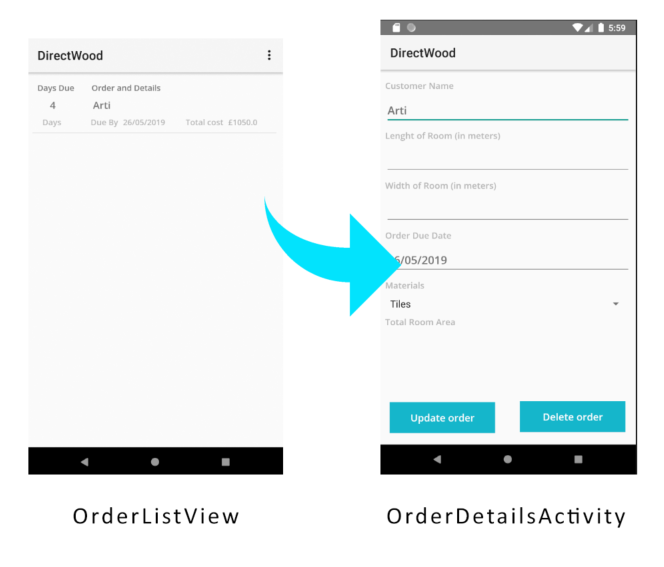 DirectWood
Days Due Order and Details
4 Arti
Days Due By 26/05/2019 Total cost £1050.0
OrderListView
5:59
DirectWood
Customer Name
Arti
Lenght of Room (in meters)
Width of Room (in meters)
Order Due Date
6/05/2019
Materials
Tiles
Total Room Area
Update order Delete order
OrderDetailsActivity